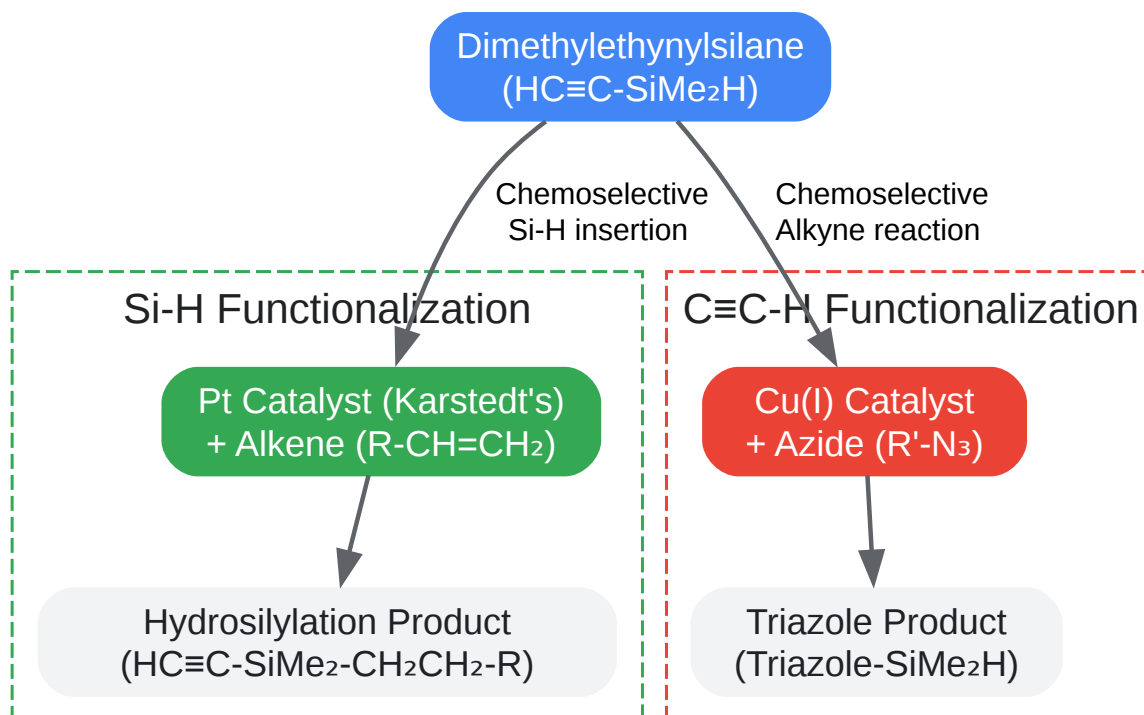 Dimethylethynylsilane
(HC≡C-SiMe₂H)
Chemoselective
Si-H insertion
Chemoselective
Alkyne reaction
Si-H Functionalization
C≡C-H Functionalization
Pt Catalyst (Karstedt's)
+ Alkene (R-CH=CH₂)
Cu(I) Catalyst
+ Azide (R'-N₃)
Hydrosilylation Product
(HC≡C-SiMe₂-CH₂CH₂-R)
Triazole Product
(Triazole-SiMe₂H)